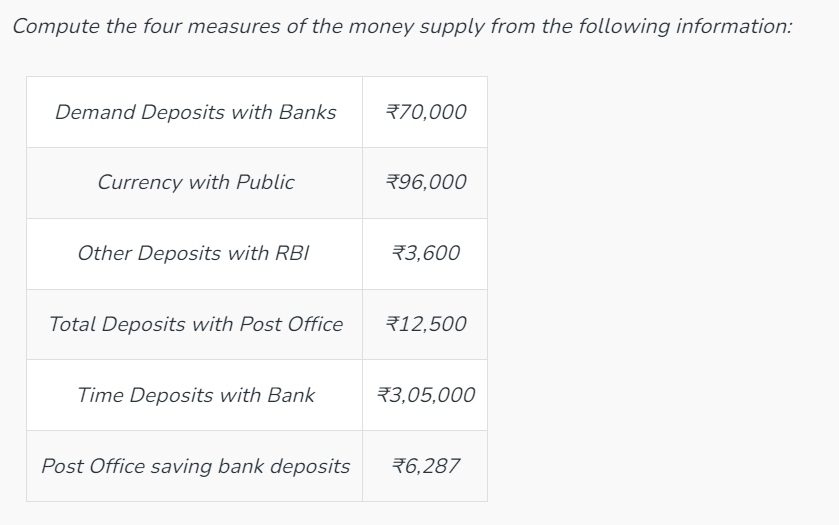 Compute the four measures of the money supply from the following information:
Demand Deposits with Banks ₹70,000
Currency with Public ₹96,000
Other Deposits with RBI ₹3,600
Total Deposits with Post Office ₹12,500
Time Deposits with Bank ₹3,05,000
Post Office saving bank deposits ₹6,287